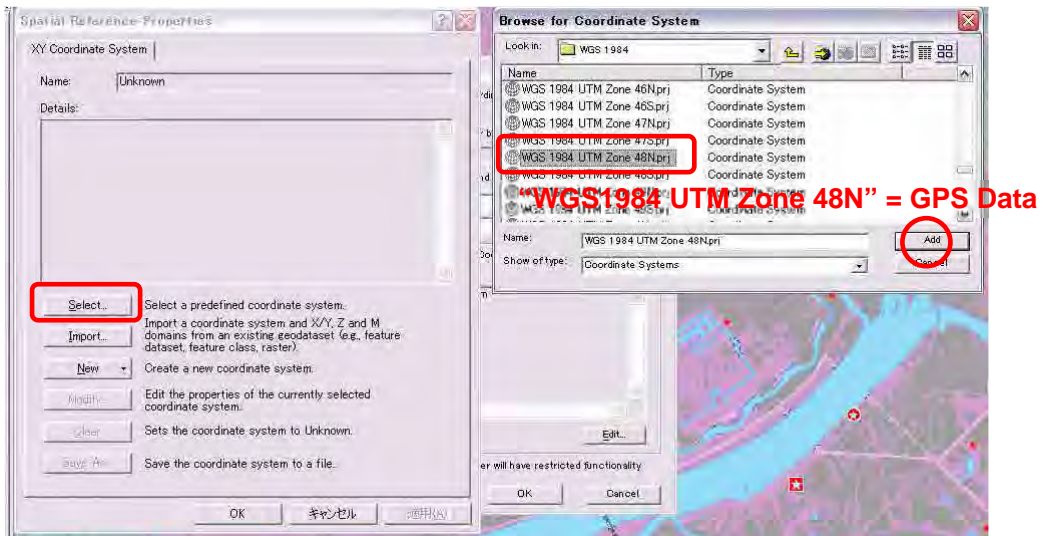 Spatial Reference Properties
XY Coordinate System
Name: Unknown
Details:
Select... Select a predefined coordinate system.
Import... Import a coordinate system and X/Y, Z and M
domains from an existing geodataset (e.g., feature
dataset, feature class, raster).
New Create a new coordinate system.
Modify... Edit the properties of the currently selected
coordinate system.
Clear Sets the coordinate system to Unknown.
Save As... Save the coordinate system to a file.
OK キャンセル 適用(A)
Browse for Coordinate System
Look in: WGS 1984
Name Type
WGS 1984 UTM Zone 46N.prj Coordinate System
WGS 1984 UTM Zone 46S.prj Coordinate System
WGS 1984 UTM Zone 47N.prj Coordinate System
WGS 1984 UTM Zone 47S.prj Coordinate System
WGS 1984 UTM Zone 48N.prj Coordinate System
WGS 1984 UTM Zone 48S.prj Coordinate System
"WGS1984 UTM Zone 48N" = GPS Data
Name: WGS 1984 UTM Zone 48N.prj Add
Show of type: Coordinate Systems Cancel
Edit...
er will have restricted functionality
OK Cancel